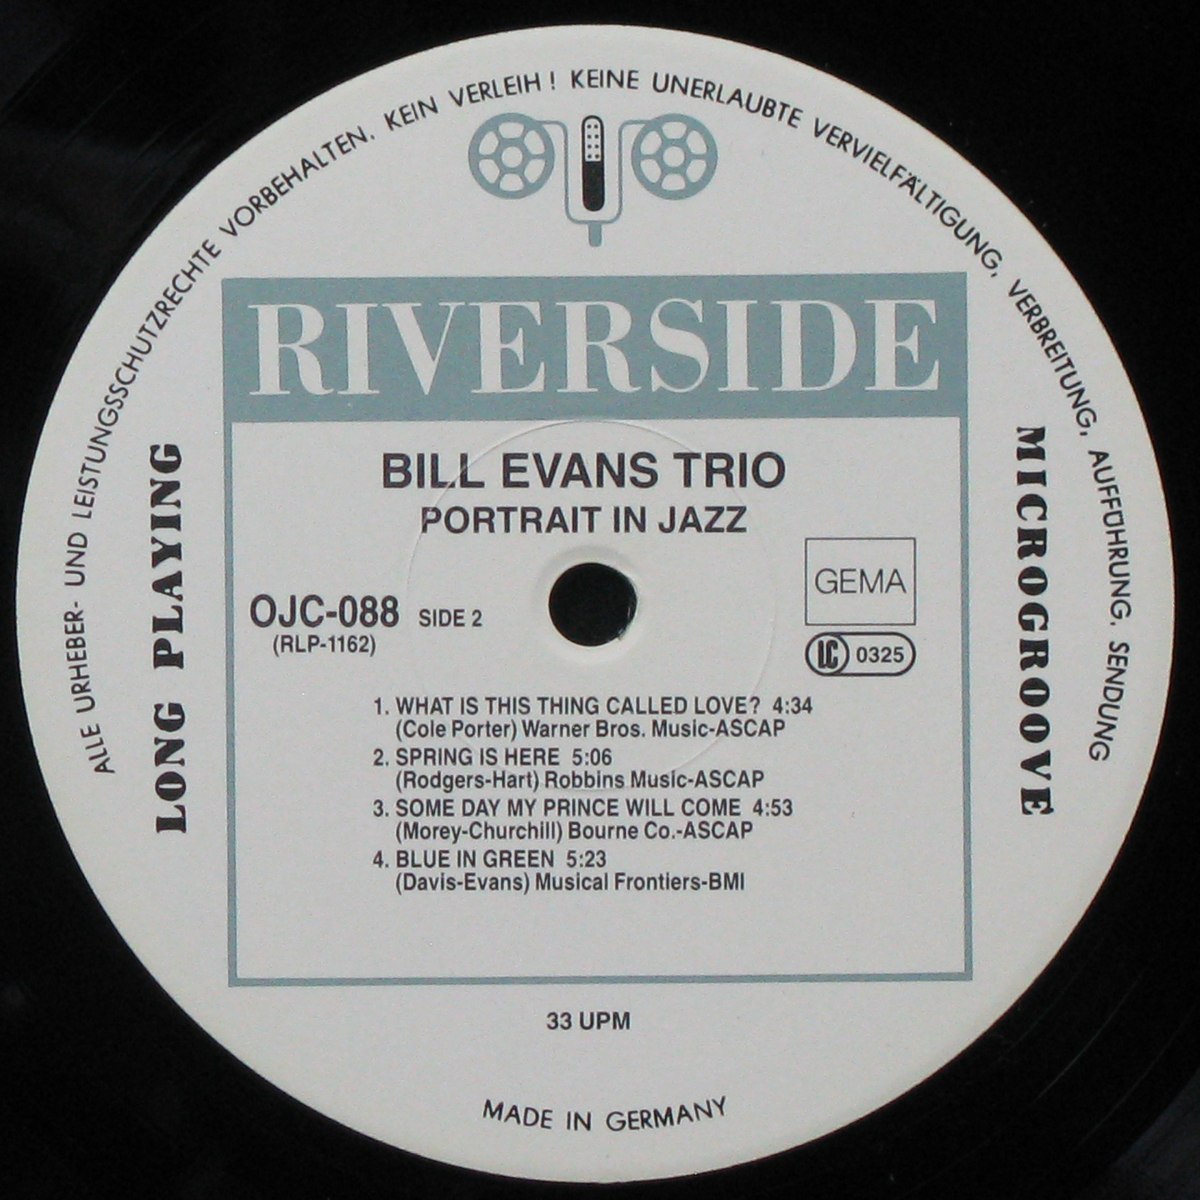 ALLE URHEBER- UND LEISTUNGSSCHUTZRECHTE VORBEHALTEN. KEIN VERLEIH! KEINE UNERLAUBTE VERVIELFÄLTIGUNG, VERBREITUNG, AUFFÜHRUNG, SENDUNG
RIVERSIDE
LONG PLAYING
MICROGROOVE
BILL EVANS TRIO
PORTRAIT IN JAZZ
GEMA
OJC-088 SIDE 2
(RLP-1162)
LC 0325
1. WHAT IS THIS THING CALLED LOVE? 4:34
(Cole Porter) Warner Bros. Music-ASCAP
2. SPRING IS HERE 5:06
(Rodgers-Hart) Robbins Music-ASCAP
3. SOME DAY MY PRINCE WILL COME 4:53
(Morey-Churchill) Bourne Co.-ASCAP
4. BLUE IN GREEN 5:23
(Davis-Evans) Musical Frontiers-BMI
33 UPM
MADE IN GERMANY